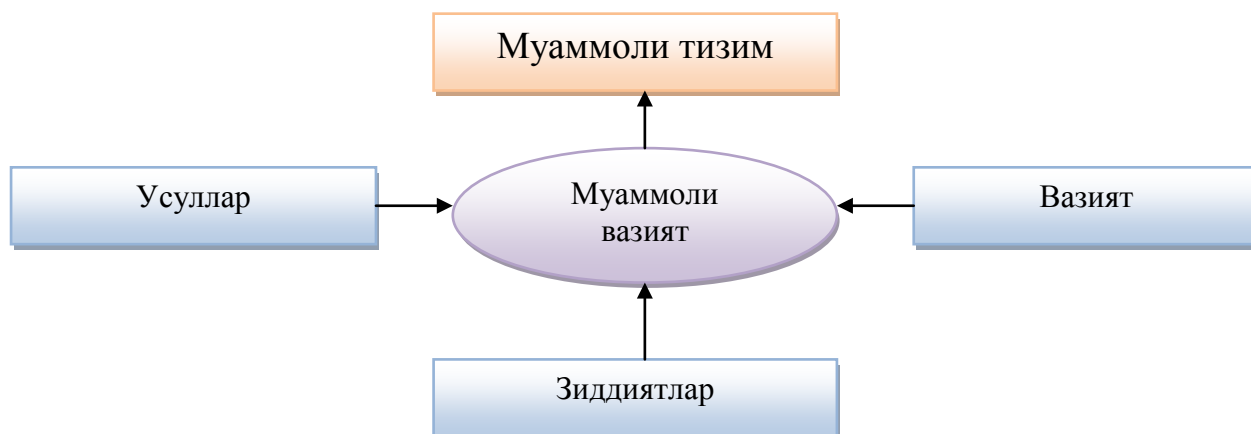 Муаммоли тизим
Усуллар
Муаммоли
вазият
Вазият
Зиддиятлар